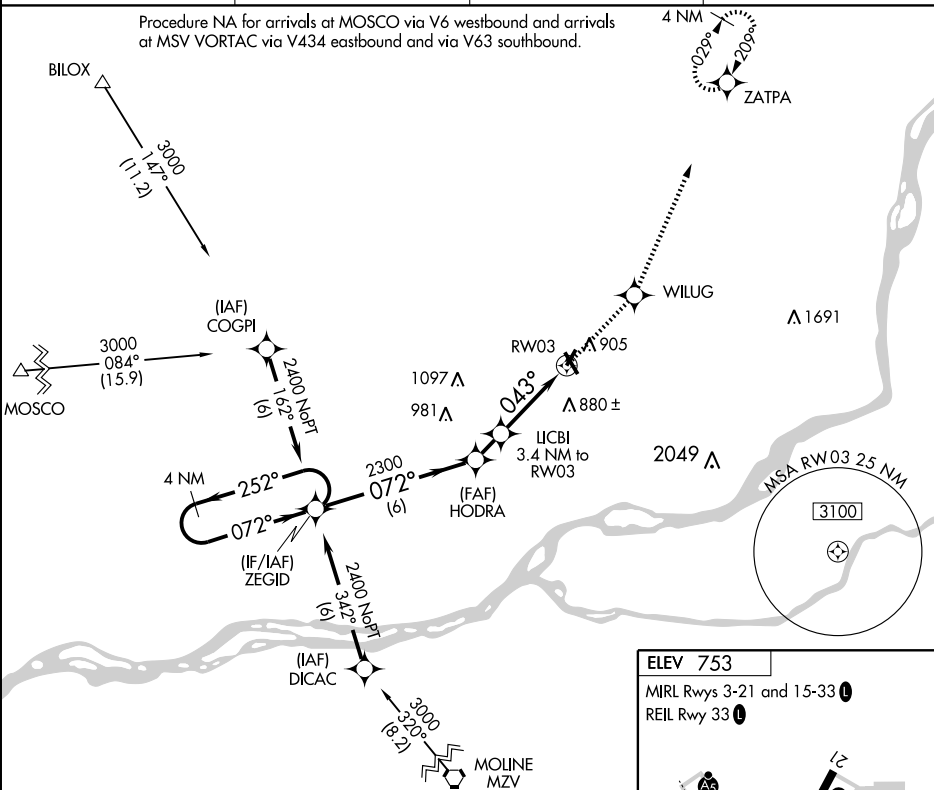 Procedure NA for arrivals at MOSCO via V6 westbound and arrivals
at MSV VORTAC via V434 eastbound and via V63 southbound.
4 NM
029°
209°
ZATPA
BILOX
3000
147°
(11.2)
(IAF)
COGPI
3000
084°
(15.9)
MOSCO
2400 NoPT
162°
(6)
WILUG
1691
RW03
905
1097
981
043°
880 ±
LICBI
3.4 NM to
RW03
2049
4 NM
252°
072°
2300
072°
(6)
(FAF)
HODRA
(IF/IAF)
ZEGID
MSA RW03 25 NM
3100
2400 NoPT
342°
(6)
(IAF)
DICAC
3000
320°
(8.2)
MOLINE
MZV
ELEV 753
MIRL Rwys 3-21 and 15-33 L
REIL Rwy 33 L
A5
21